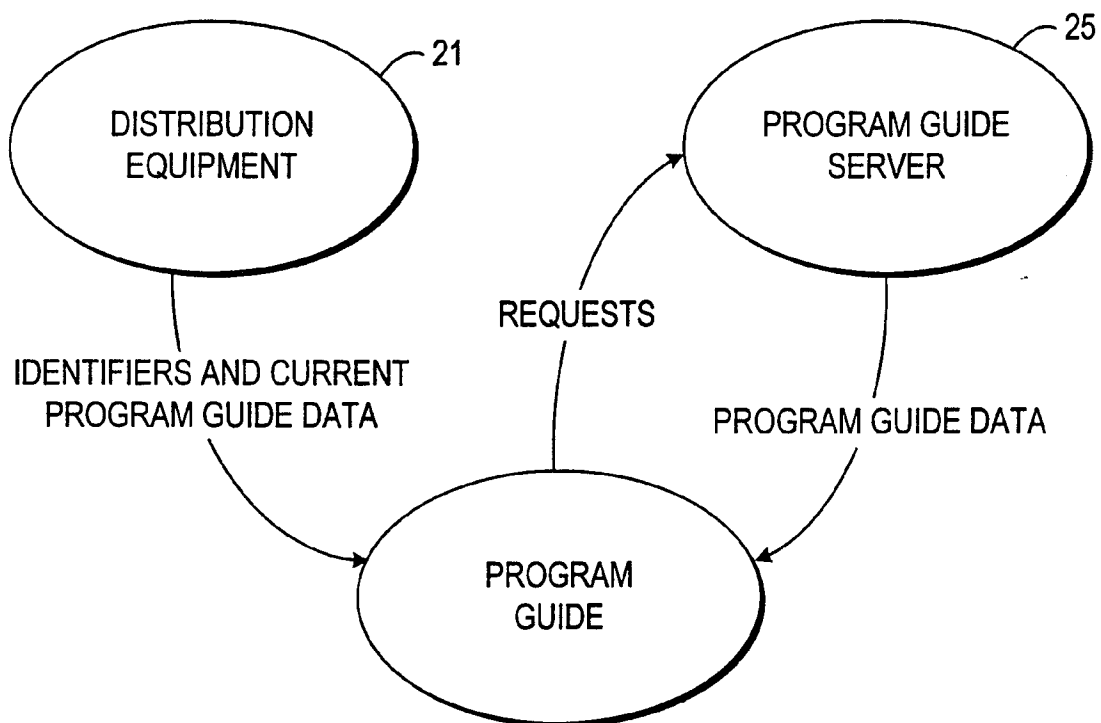 21
25
DISTRIBUTION
EQUIPMENT
PROGRAM GUIDE
SERVER
REQUESTS
IDENTIFIERS AND CURRENT
PROGRAM GUIDE DATA
PROGRAM GUIDE DATA
PROGRAM
GUIDE